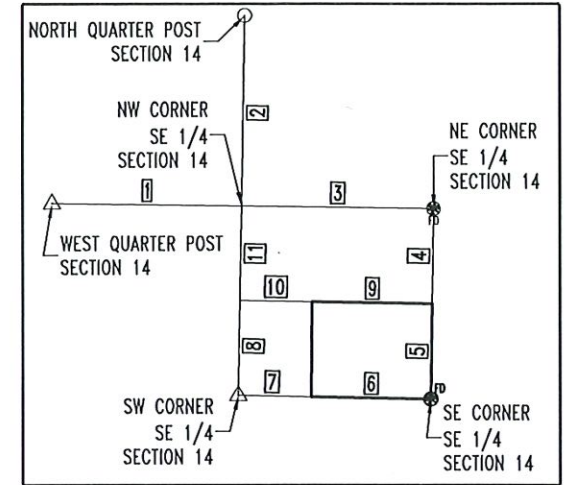 NORTH QUARTER POST
SECTION 14
2
NW CORNER
SE 1/4
SECTION 14
NE CORNER
SE 1/4
SECTION 14
1
3
FD
WEST QUARTER POST
SECTION 14
11
4
10
9
8
5
7
6
FD
SW CORNER
SE 1/4
SECTION 14
SE CORNER
SE 1/4
SECTION 14